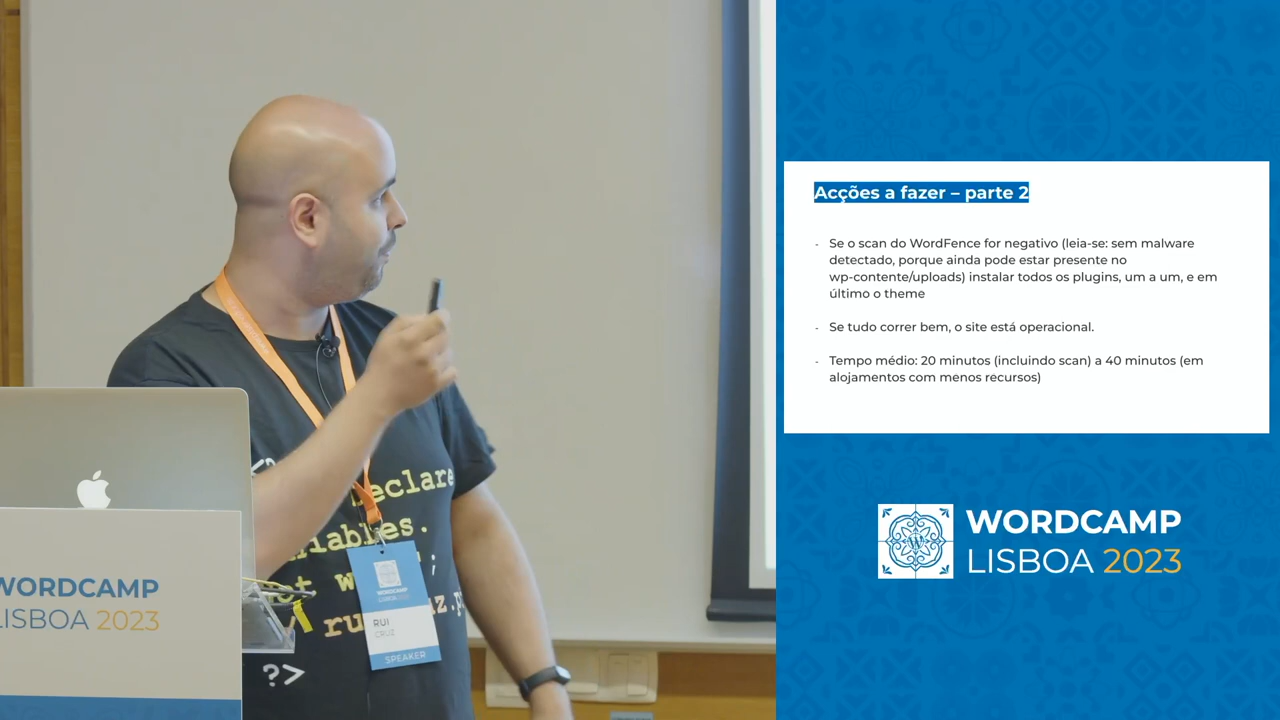 Acções a fazer – parte 2
- Se o scan do WordFence for negativo (leia-se: sem malware
detectado, porque ainda pode estar presente no
wp-contente/uploads) instalar todos os plugins, um a um, e em
último o theme
- Se tudo correr bem, o site está operacional.
- Tempo médio: 20 minutos (incluindo scan) a 40 minutos (em
alojamentos com menos recursos)
WORDCAMP
LISBOA 2023
WORDCAMP
LISBOA 2023
WORDCAMP
RUI
CRUZ
SPEAKER
?>